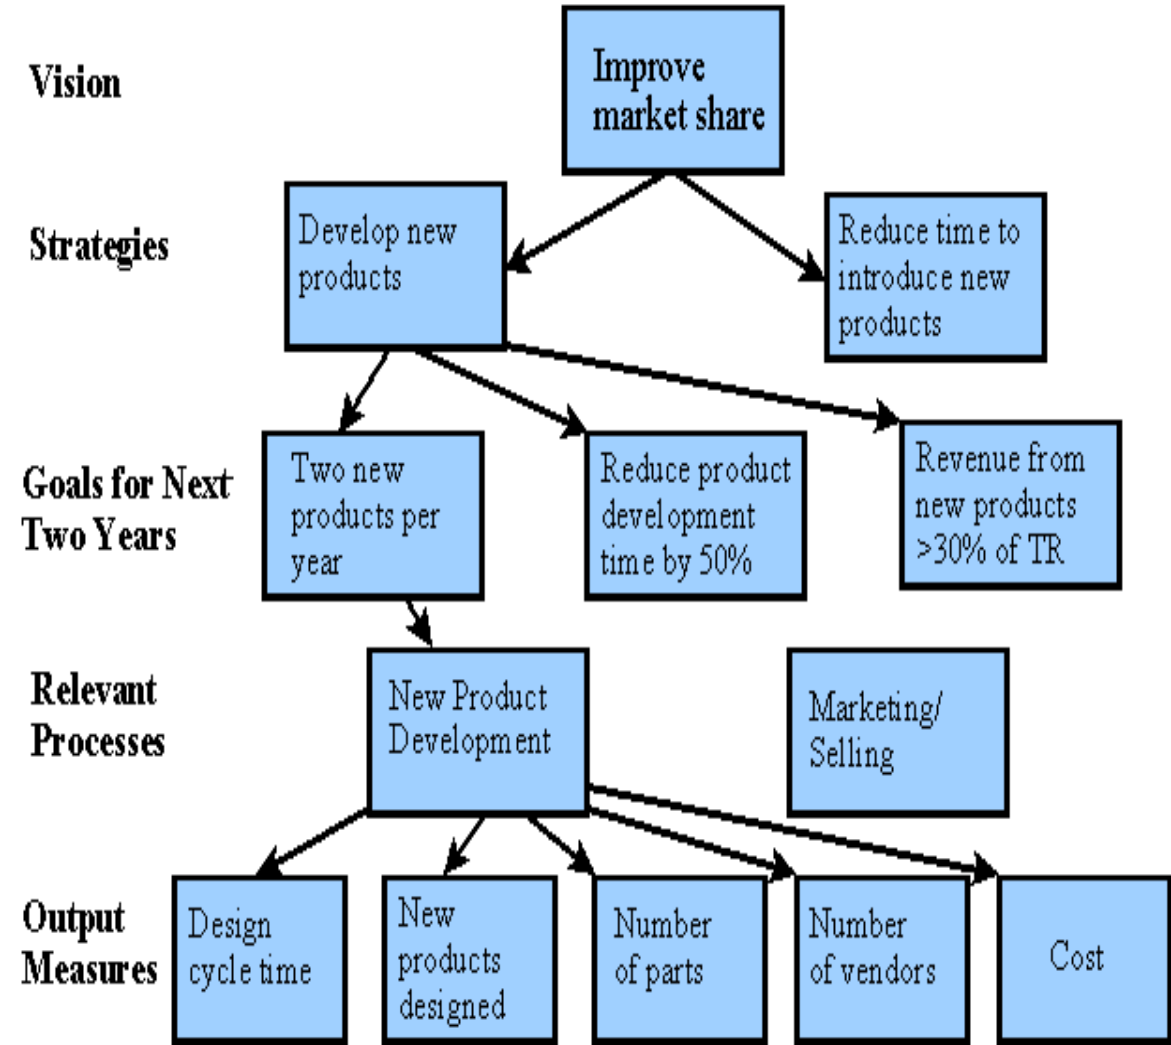 Vision
Improve
market share
Strategies
Develop new
products
Reduce time to
introduce new
products
Goals for Next
Two Years
Two new
products per
year
Reduce product
development
time by 50%
Revenue from
new products
>30% of TR
Relevant
Processes
New Product
Development
Marketing/
Selling
Output
Measures
Design
cycle time
New
products
designed
Number
of parts
Number
of vendors
Cost